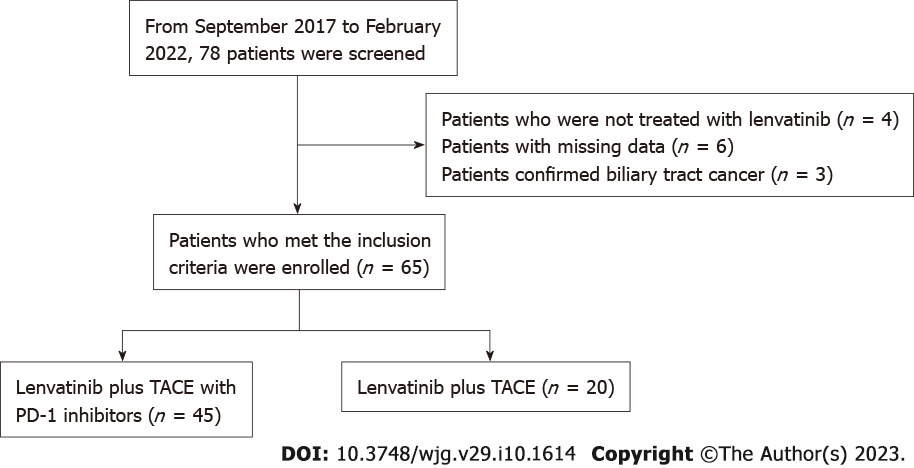 From September 2017 to February
2022, 78 patients were screened
Patients who were not treated with lenvatinib (n = 4)
Patients with missing data (n = 6)
Patients confirmed biliary tract cancer (n = 3)
Patients who met the inclusion
criteria were enrolled (n = 65)
Lenvatinib plus TACE with
PD-1 inhibitors (n = 45)
Lenvatinib plus TACE (n = 20)
DOI: 10.3748/wjg.v29.i10.1614 Copyright ©The Author(s) 2023.